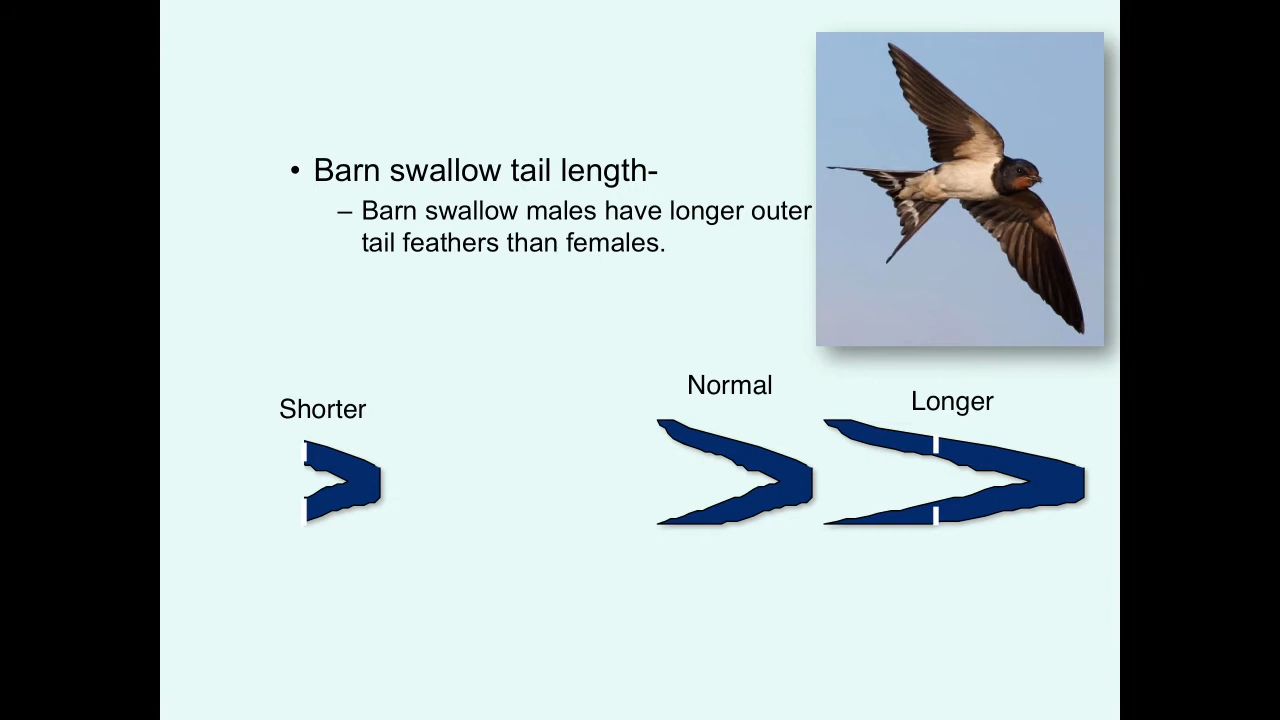 • Barn swallow tail length-
– Barn swallow males have longer outer
tail feathers than females.
Shorter
Normal
Longer